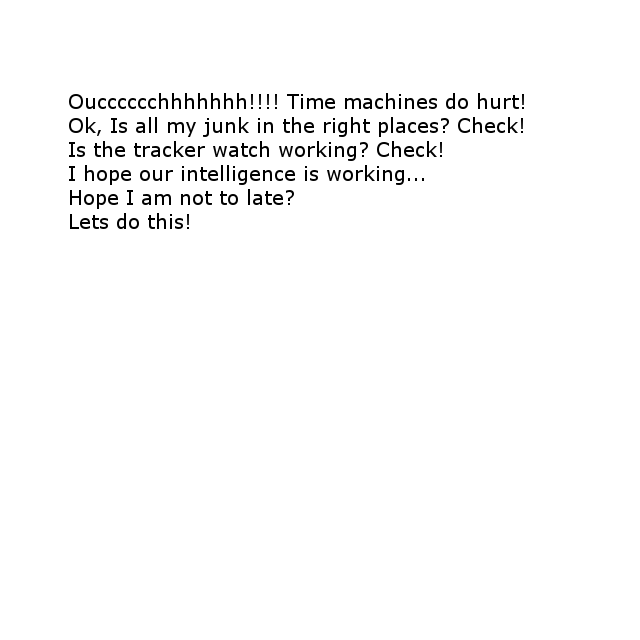 Oucccccchhhhhhh!!!! Time machines do hurt!
Ok, Is all my junk in the right places? Check!
Is the tracker watch working? Check!
I hope our intelligence is working...
Hope I am not to late?
Lets do this!